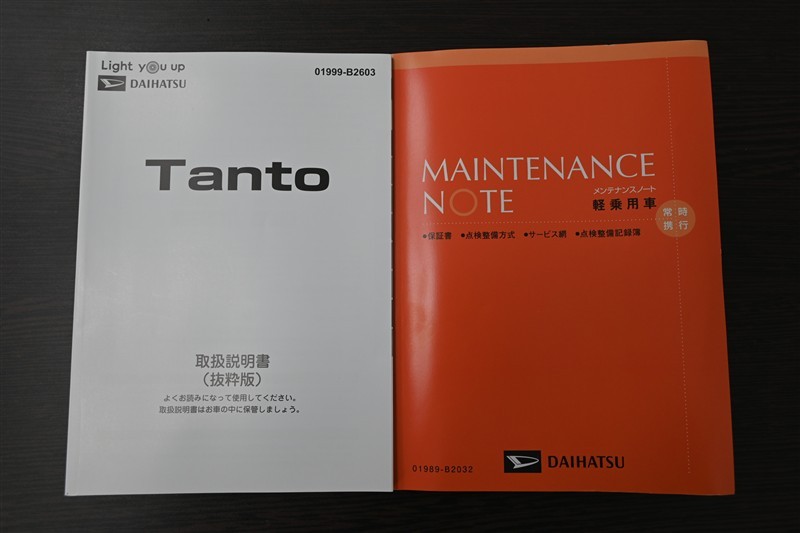 Light you up
DAIHATSU
01999-B2603
Tanto
取扱説明書
（抜粋版）
よくお読みになって使用してください。
取扱説明書はお車の中に保管しましょう。
MAINTENANCE
NOTE
メンテナンスノート
軽乗用車
常時
携行
●保証書 ●点検整備方式 ●サービス網 ●点検整備記録簿
01989-B2032
DAIHATSU